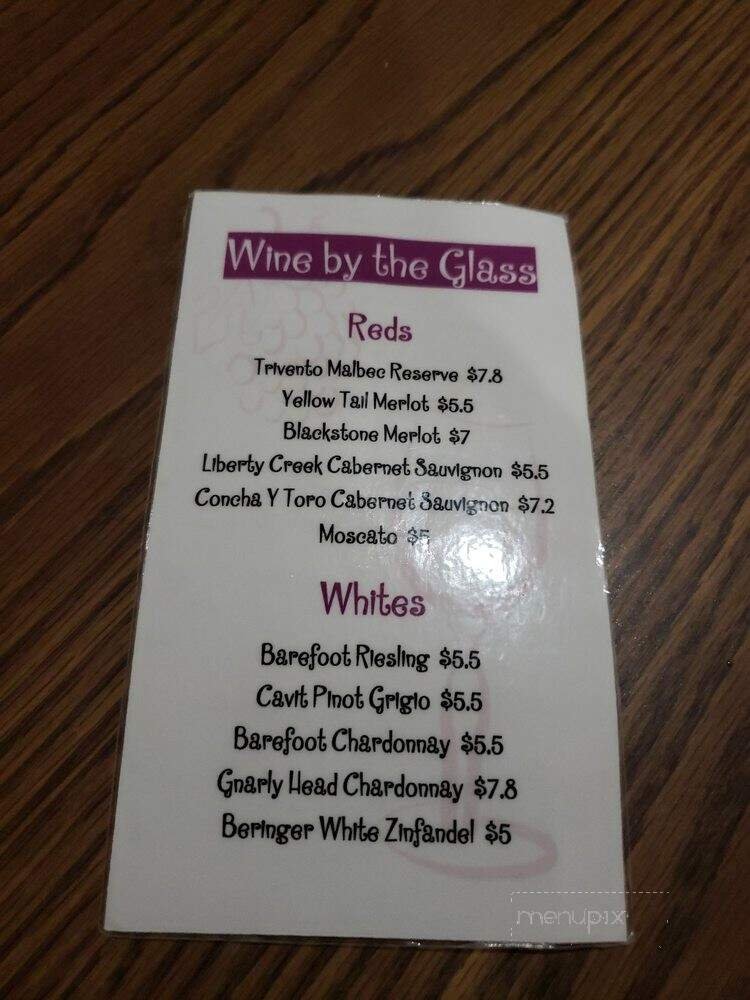 Wine by the Glass
Reds
Trivento Malbec Reserve $7.8
Yellow Tail Merlot $5.5
Blackstone Merlot $7
Liberty Creek Cabernet Sauvignon $5.5
Concha Y Toro Cabernet Sauvignon $7.2
Moscato $5
Whites
Barefoot Riesling $5.5
Cavit Pinot Grigio $5.5
Barefoot Chardonnay $5.5
Gnarly Head Chardonnay $7.8
Beringer White Zinfandel $5
menupix